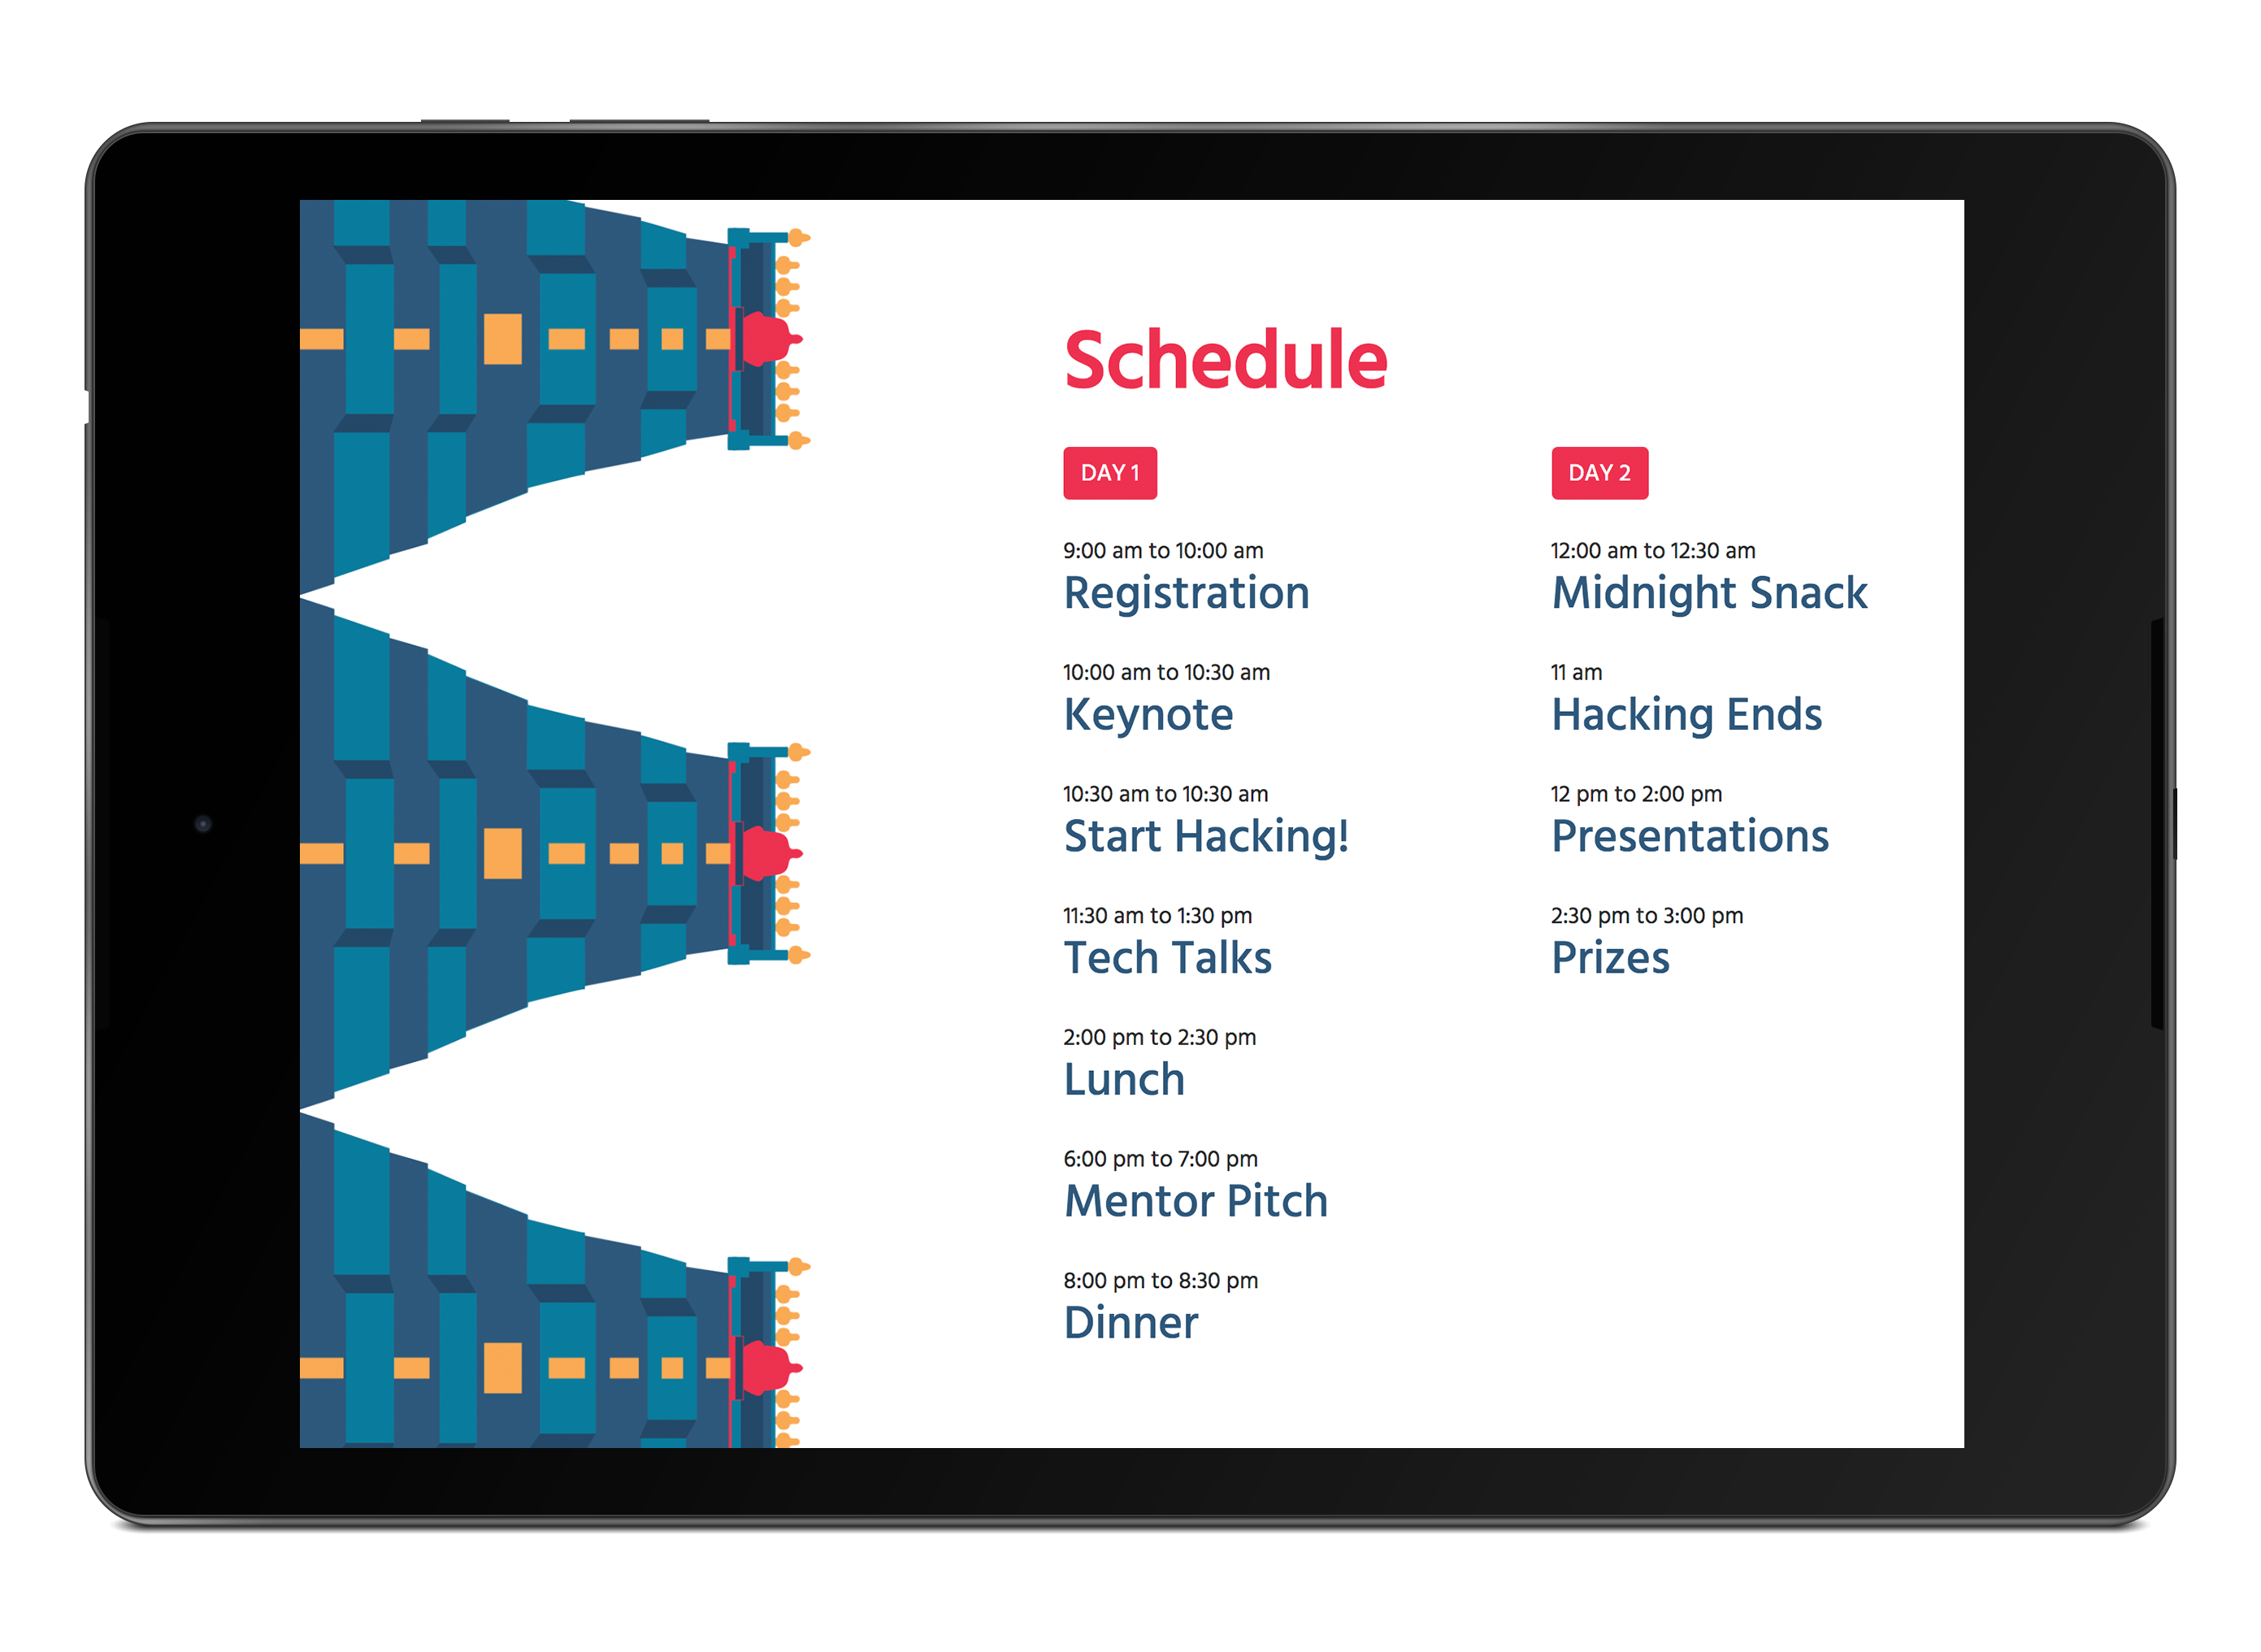 Schedule
DAY 1
9:00 am to 10:00 am
Registration
10:00 am to 10:30 am
Keynote
10:30 am to 10:30 am
Start Hacking!
11:30 am to 1:30 pm
Tech Talks
2:00 pm to 2:30 pm
Lunch
6:00 pm to 7:00 pm
Mentor Pitch
8:00 pm to 8:30 pm
Dinner
DAY 2
12:00 am to 12:30 am
Midnight Snack
11 am
Hacking Ends
12 pm to 2:00 pm
Presentations
2:30 pm to 3:00 pm
Prizes